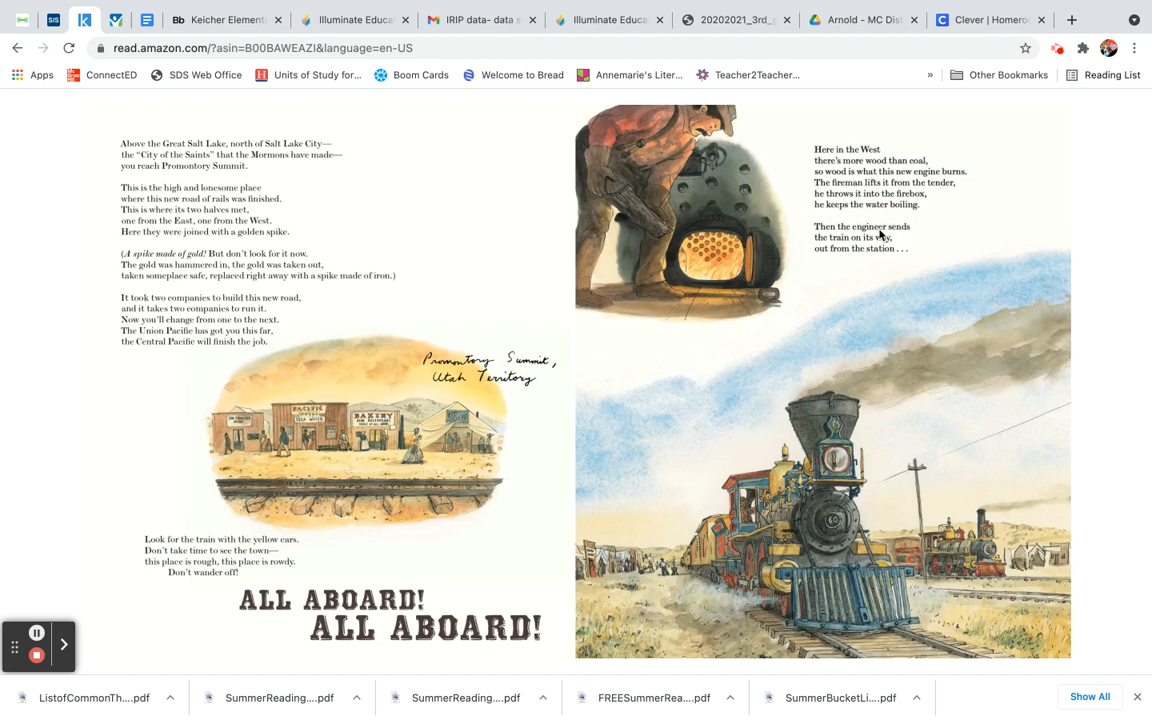 Bb
Keicher Elementa
Illuminate Educa
IRIP data- data s
Illuminate Educa
20202021_3rd_g
Arnold - MC Dist
Clever | Homeroo
read.amazon.com/?asin=B00BAWEAZI&language=en-US
Apps
ConnectED
SDS Web Office
Units of Study for...
Boom Cards
Welcome to Bread
Annemarie's Liter...
Teacher2Teacher...
»
Other Bookmarks
Reading List
Above the Great Salt Lake, north of Salt Lake City—
the “City of the Saints” that the Mormons have made—
you reach Promontory Summit.
This is the high and lonesome place
where this new road of rails was finished.
This is where its two halves met,
one from the East, one from the West.
Here they were joined with a golden spike.
(A spike made of gold! But don't look for it now.
The gold was hammered in, the gold was taken out,
taken someplace safe, replaced right away with a spike made of iron.)
It took two companies to build this new road,
and it takes two companies to run it.
Now you'll change from one to the next.
The Union Pacific has got you this far,
the Central Pacific will finish the job.
Promontory Summit,
Utah Territory
PACIFIC
HOTEL
SODA WATER
BAKERY
Look for the train with the yellow cars.
Don't take time to see the town—
this place is rough, this place is rowdy.
Don't wander off!
ALL ABOARD!
ALL ABOARD!
Here in the West
there's more wood than coal,
so wood is what this new engine burns.
The fireman lifts it from the tender,
he throws it into the firebox,
he keeps the water boiling.
Then the engineer sends
the train on its way,
out from the station . . .
60
ListofCommonTh....pdf
SummerReading....pdf
SummerReading....pdf
FREESummerRea....pdf
SummerBucketLi....pdf
Show All